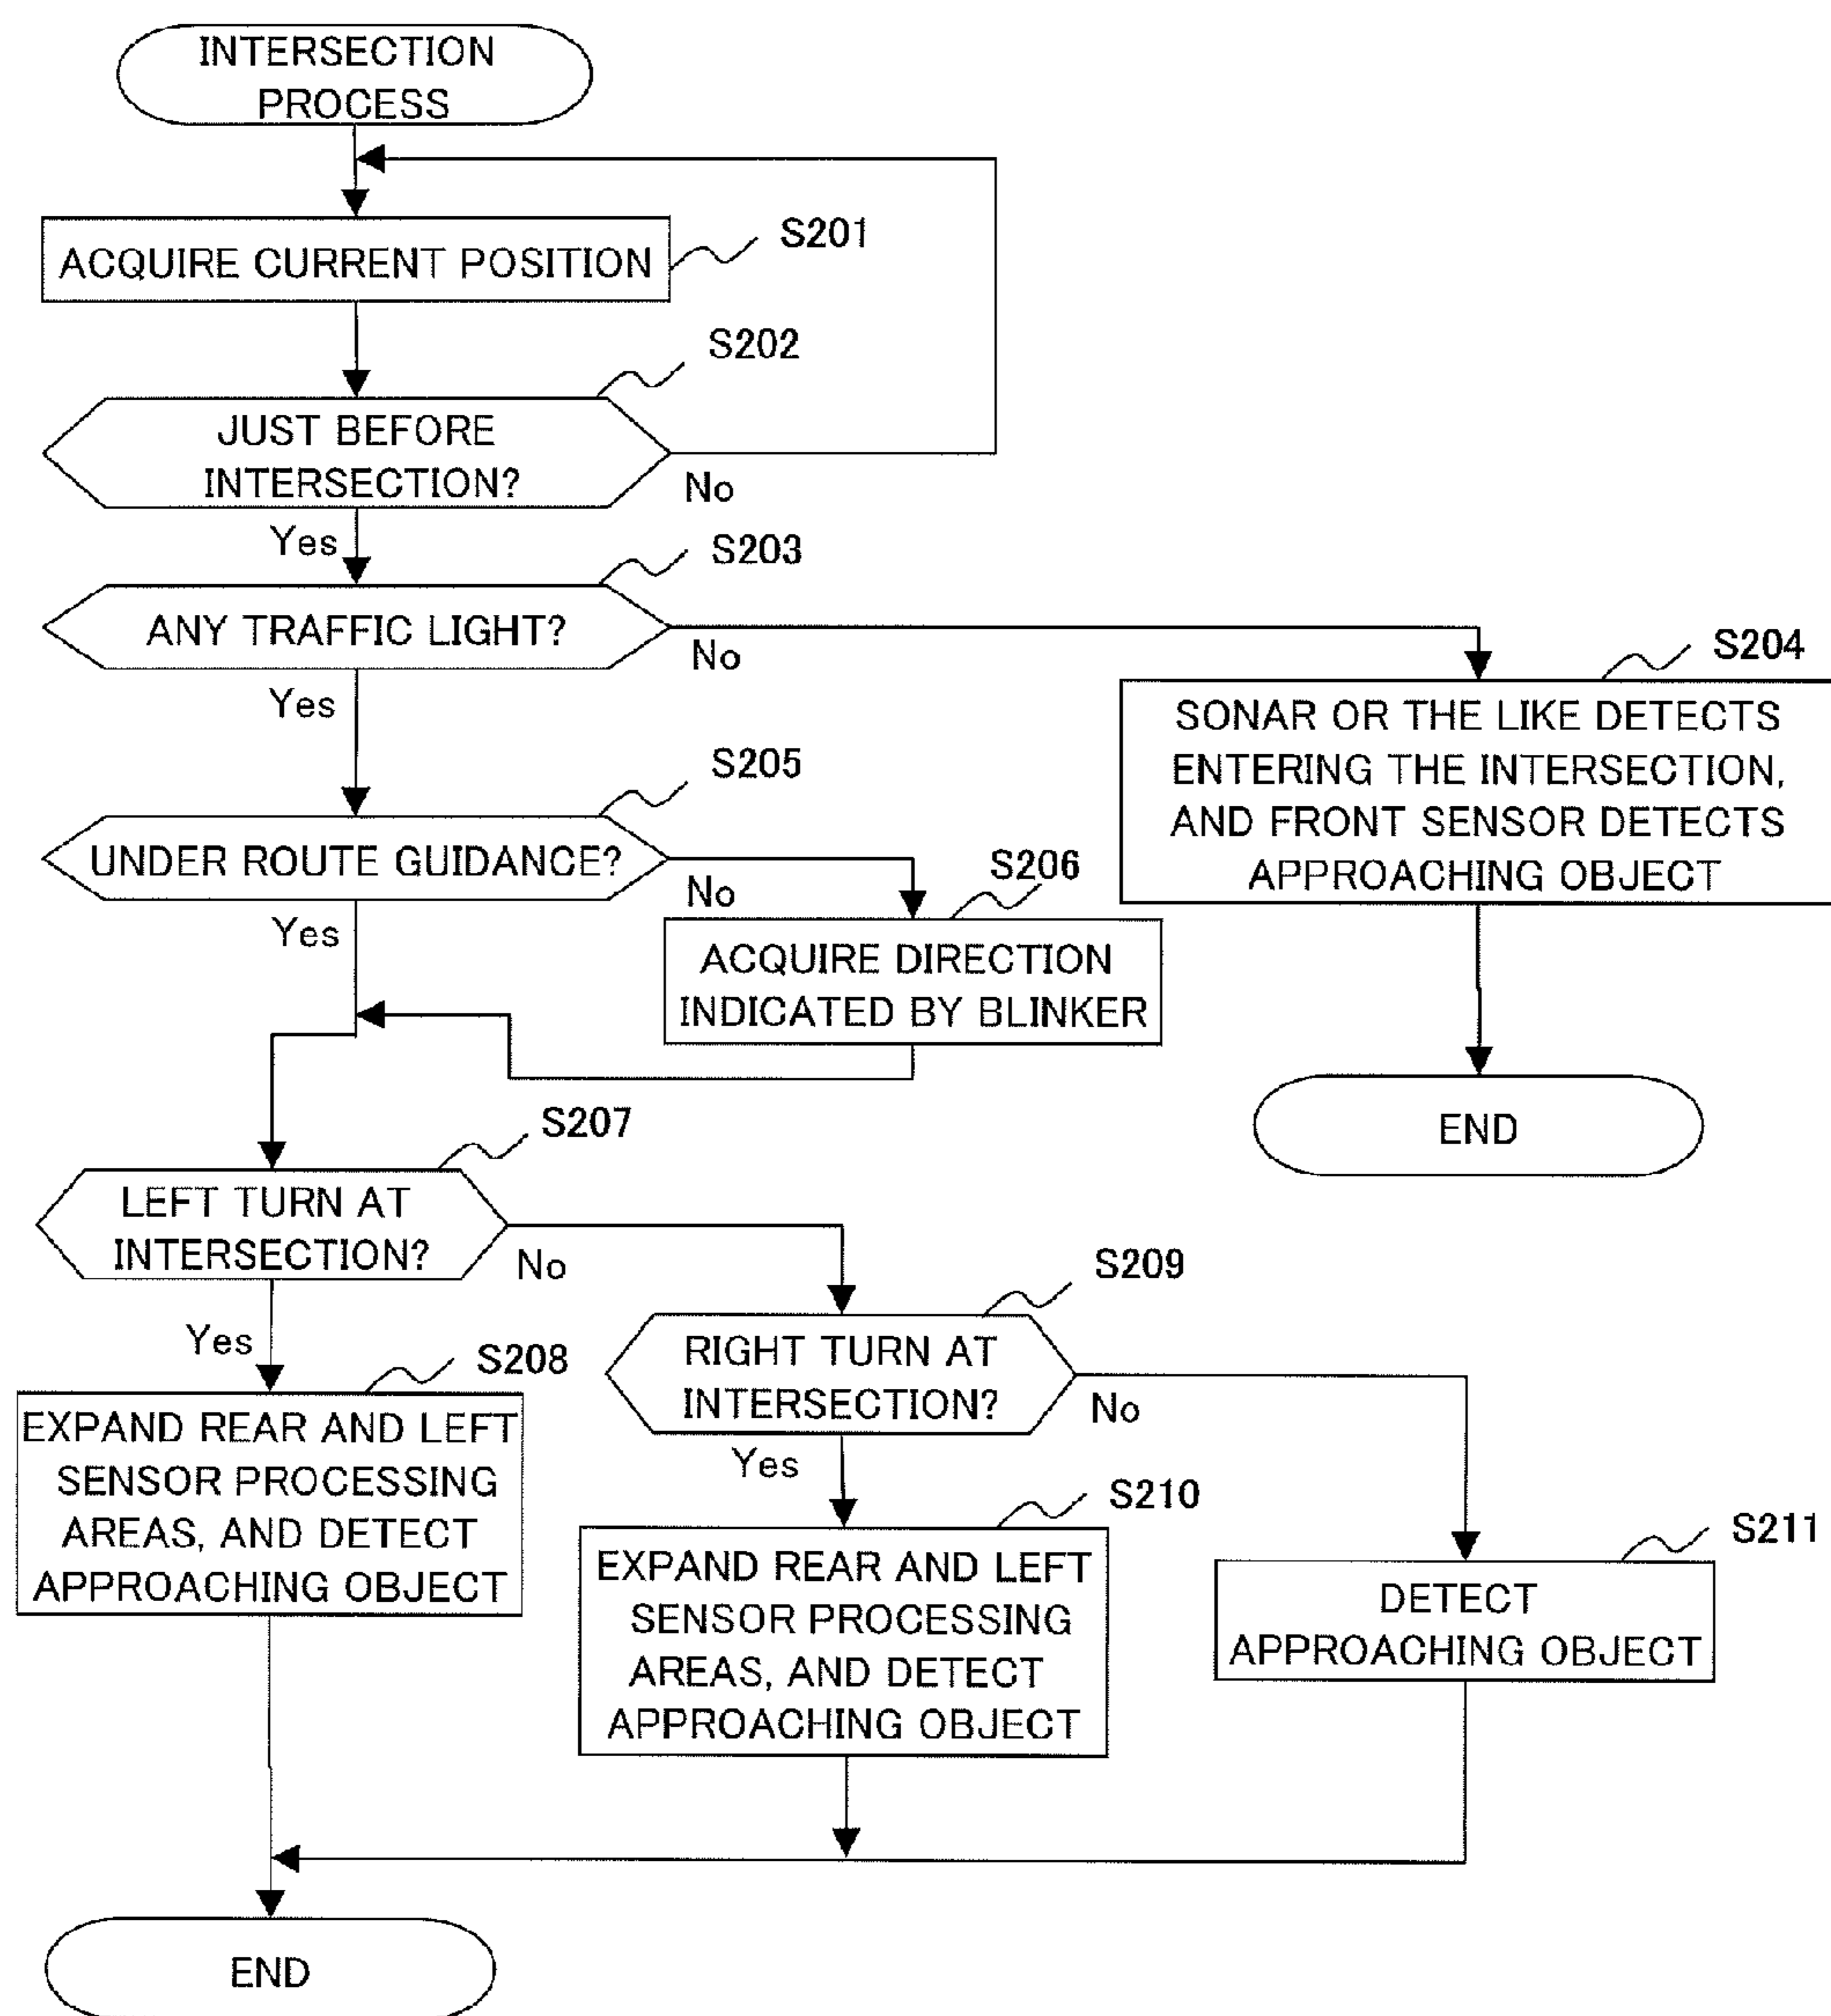 INTERSECTION
PROCESS
S201
ACQUIRE CURRENT POSITION
S202
JUST BEFORE
INTERSECTION?
No
Yes
S203
ANY TRAFFIC LIGHT?
No
Yes
S204
SONAR OR THE LIKE DETECTS
ENTERING THE INTERSECTION,
AND FRONT SENSOR DETECTS
APPROACHING OBJECT
S205
UNDER ROUTE GUIDANCE?
No
Yes
S206
ACQUIRE DIRECTION
INDICATED BY BLINKER
END
S207
LEFT TURN AT
INTERSECTION?
No
Yes
S208
EXPAND REAR AND LEFT
SENSOR PROCESSING
AREAS, AND DETECT
APPROACHING OBJECT
S209
RIGHT TURN AT
INTERSECTION?
No
Yes
S210
EXPAND REAR AND LEFT
SENSOR PROCESSING
AREAS, AND DETECT
APPROACHING OBJECT
S211
DETECT
APPROACHING OBJECT
END